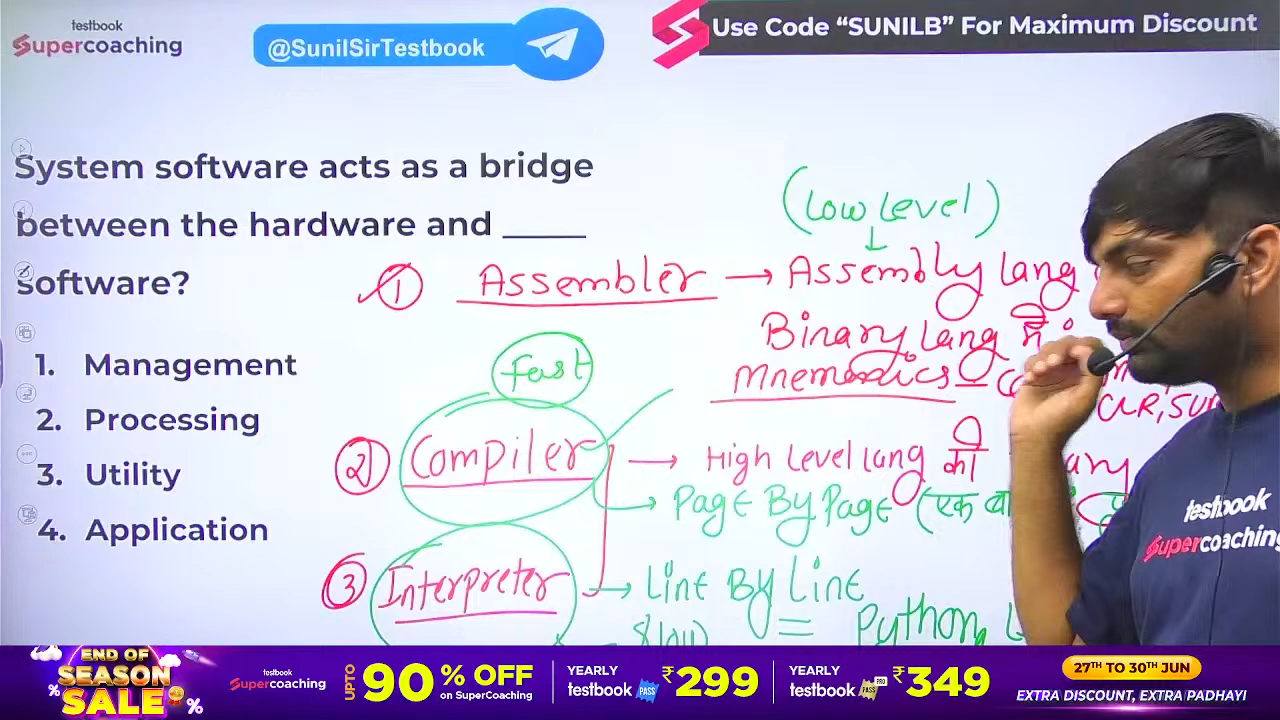 testbook
Supercoaching
@SunilSirTestbook
Use Code “SUNILB” For Maximum Discount
System software acts as a bridge
between the hardware and _____
software?
1. Management
2. Processing
3. Utility
4. Application
(Low Level)
① Assembler → Assembly lang
Binary lang में
Mnemonics –
CLR, SU
Fast
② Compiler → High Level lang को
→ Page By Page (एक
③ Interpreter → Line By Line
Slow = Python
testbook
Supercoaching
END OF
SEASON
SALE
testbook
Supercoaching
UPTO 90% OFF
on SuperCoaching
YEARLY
testbook PASS ₹299
YEARLY
testbook PASS PRO ₹349
27TH TO 30TH JUN
EXTRA DISCOUNT, EXTRA PADHAYI